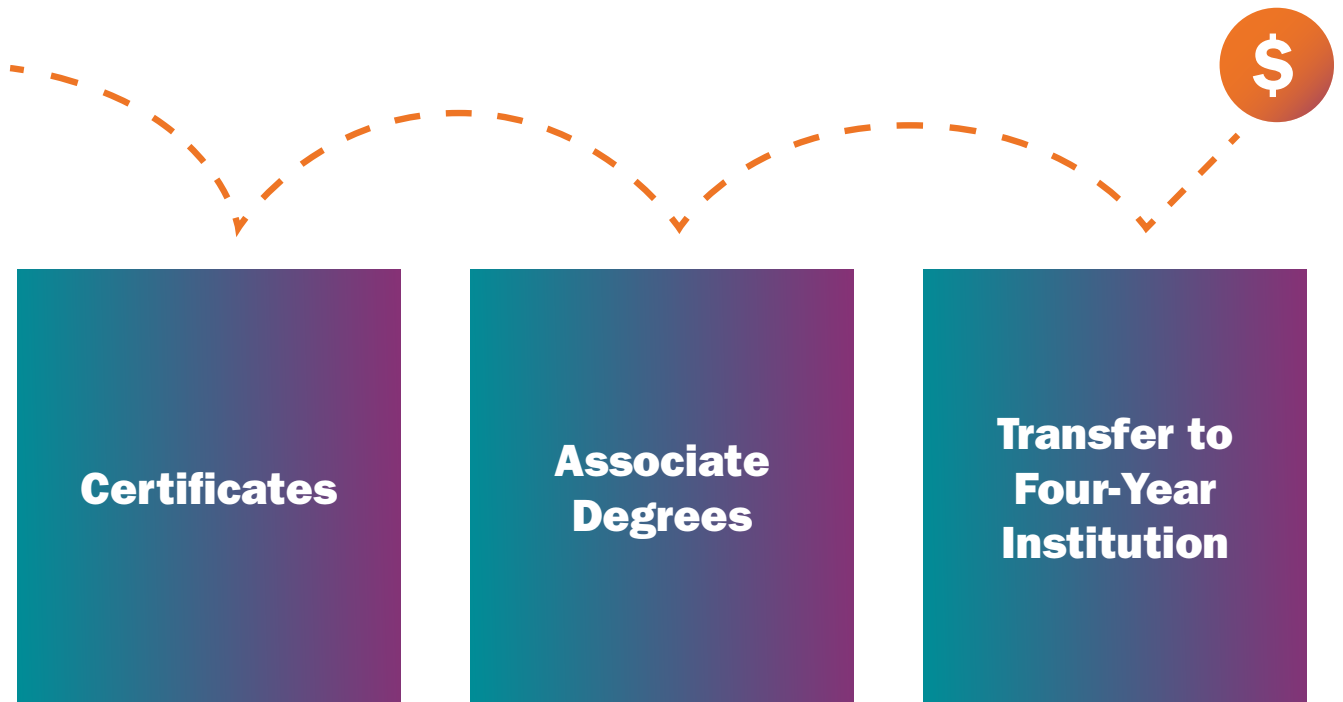 $
Certificates
Associate
Degrees
Transfer to
Four-Year
Institution